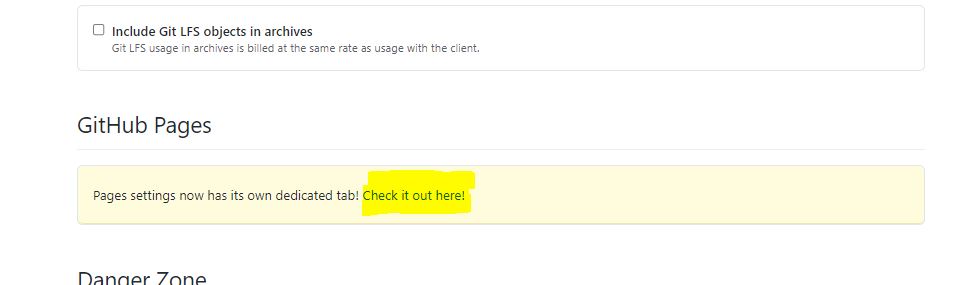 Include Git LFS objects in archives
Git LFS usage in archives is billed at the same rate as usage with the client.
GitHub Pages
Pages settings now has its own dedicated tab! Check it out here!
Danger Zone